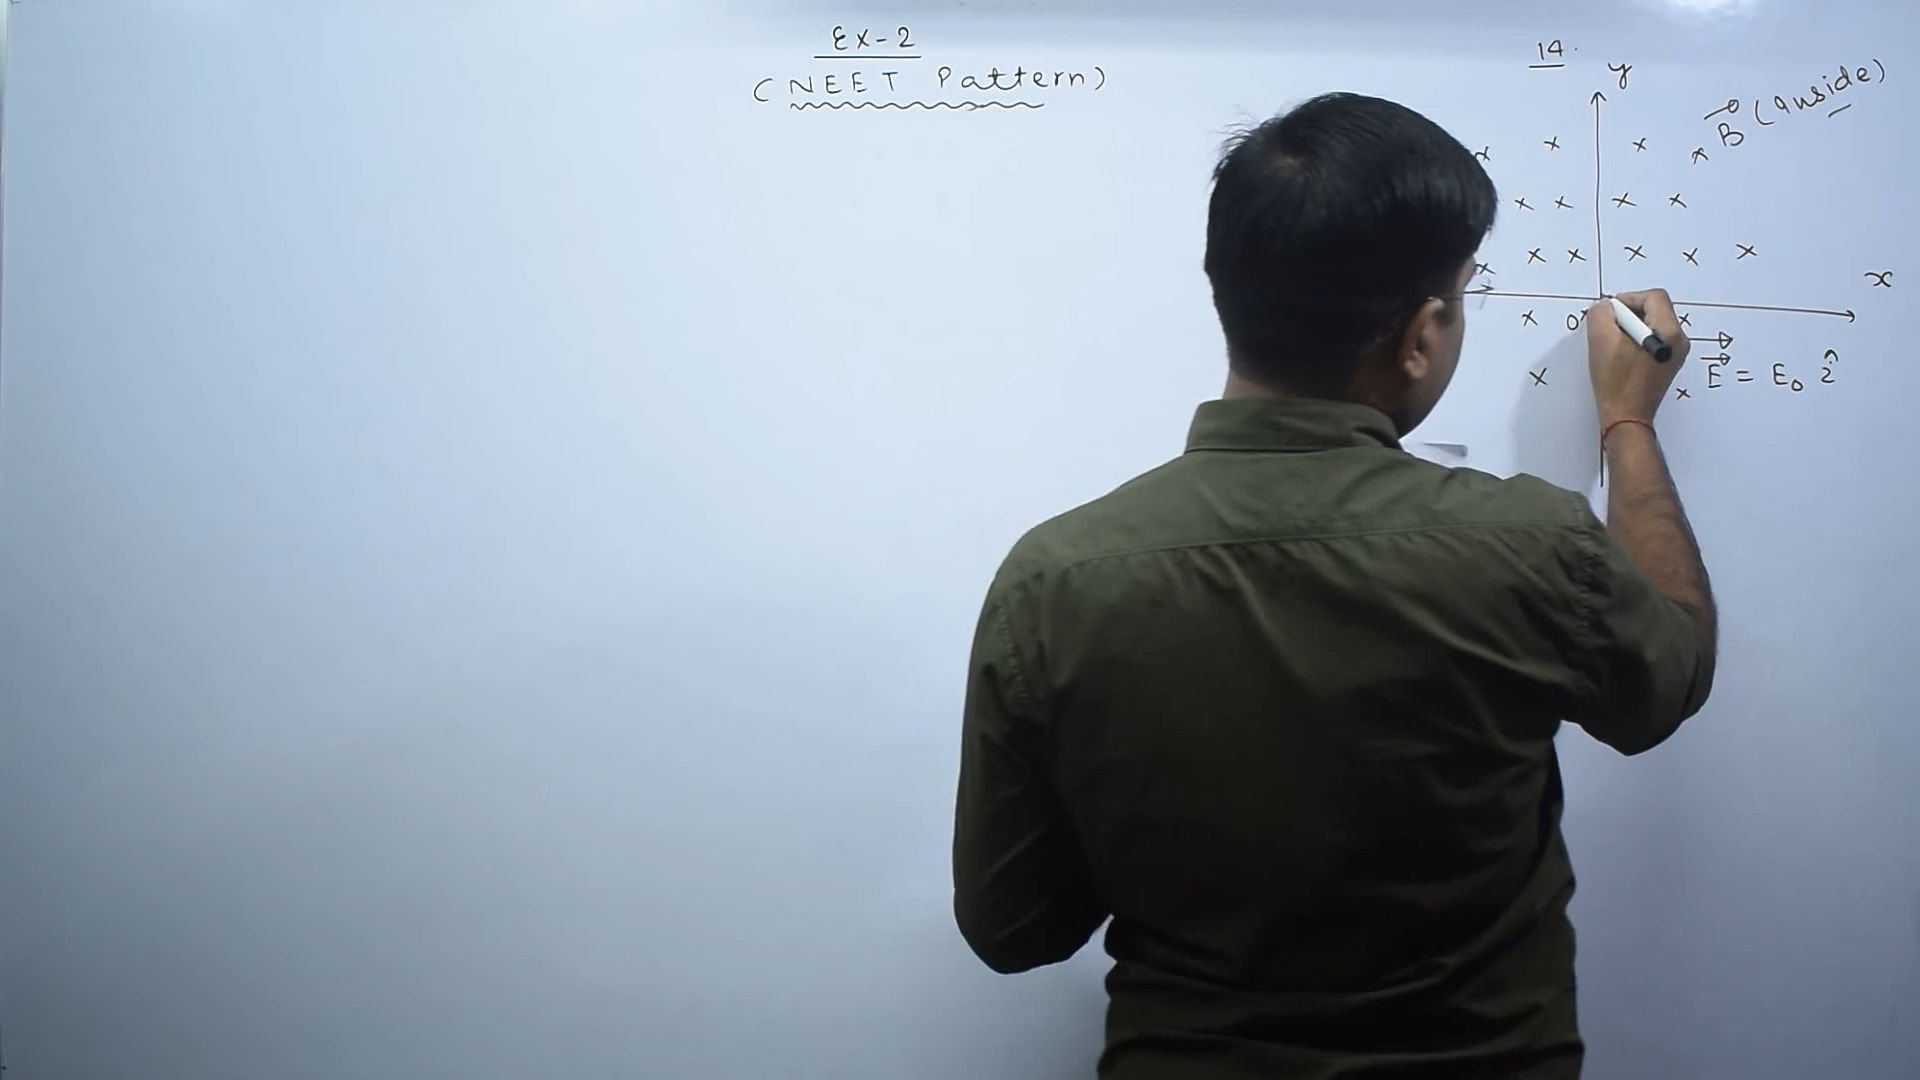 Ex-2
(NEET Pattern)
14.
y
B (inside)
x x x x
x x x x
x x x x x x
x
x O x x
x x E = E₀ î